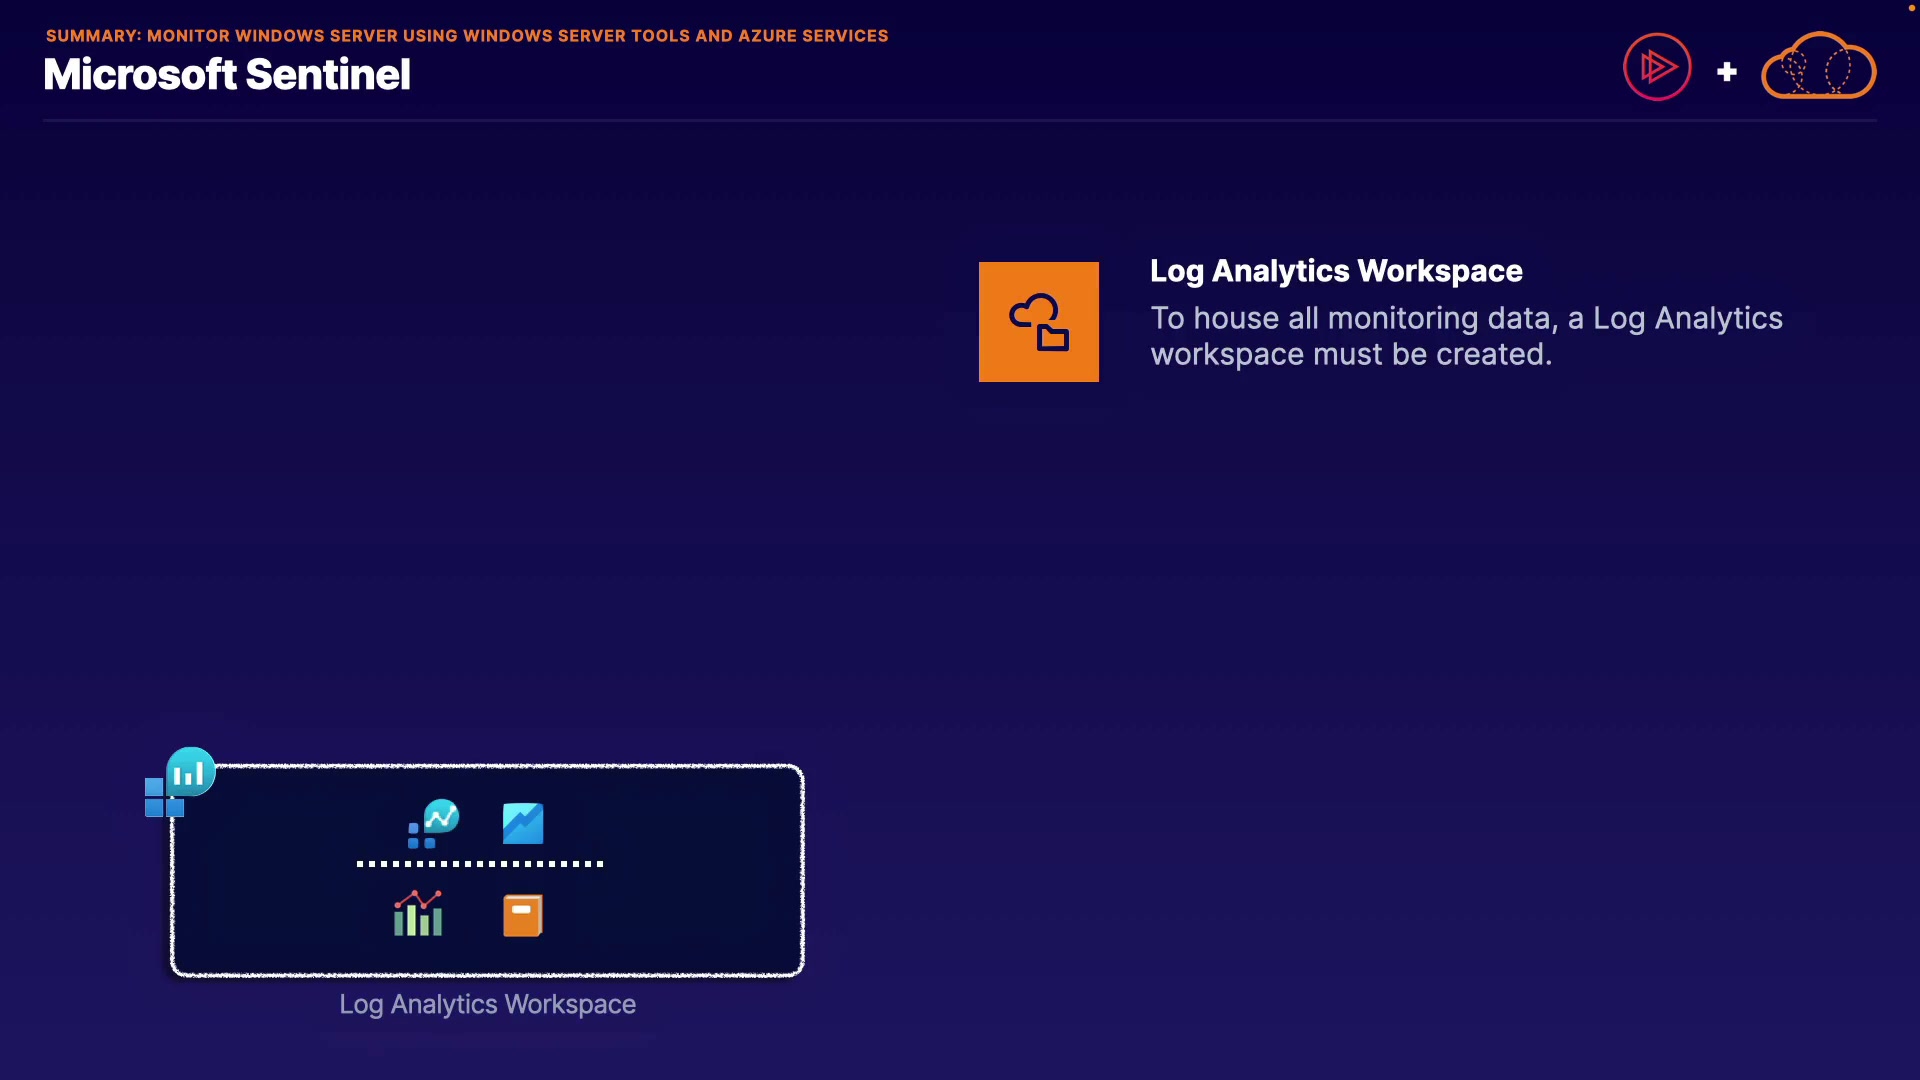 SUMMARY: MONITOR WINDOWS SERVER USING WINDOWS SERVER TOOLS AND AZURE SERVICES
Microsoft Sentinel
Log Analytics Workspace
To house all monitoring data, a Log Analytics
workspace must be created.
Log Analytics Workspace